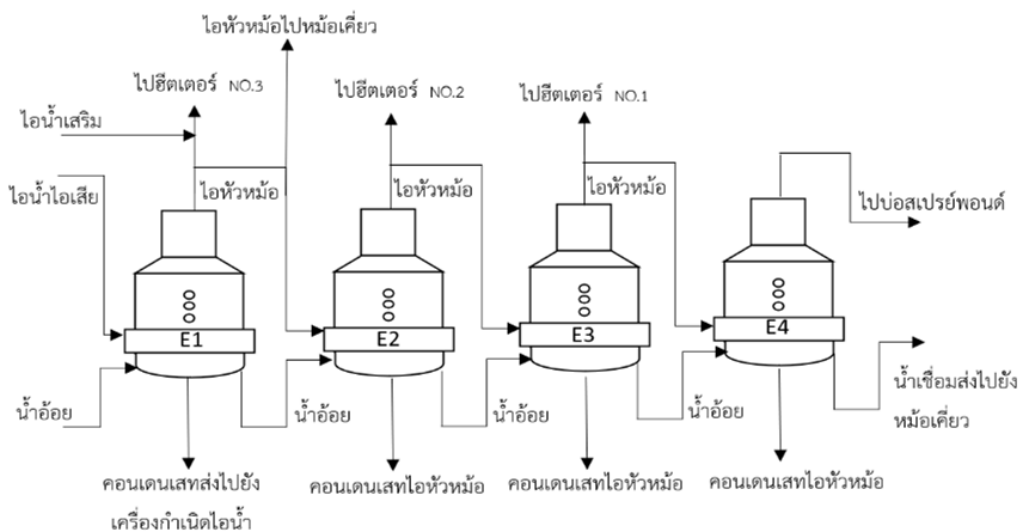 ไอหัวหม้อไปหม้อเคี่ยว
ไปฮีตเตอร์ NO.3
ไปฮีตเตอร์ NO.2
ไปฮีตเตอร์ NO.1
ไอน้ำเสริม
ไอน้ำไอเสีย
ไอหัวหม้อ
ไอหัวหม้อ
ไอหัวหม้อ
ไปบ่อสเปรย์พอนด์
E1
E2
E3
E4
น้ำอ้อย
น้ำอ้อย
น้ำอ้อย
น้ำอ้อย
น้ำเชื่อมส่งไปยัง
หม้อเคี่ยว
คอนเดนเสทส่งไปยัง
เครื่องกำเนิดไอน้ำ
คอนเดนเสทไอหัวหม้อ
คอนเดนเสทไอหัวหม้อ
คอนเดนเสทไอหัวหม้อ